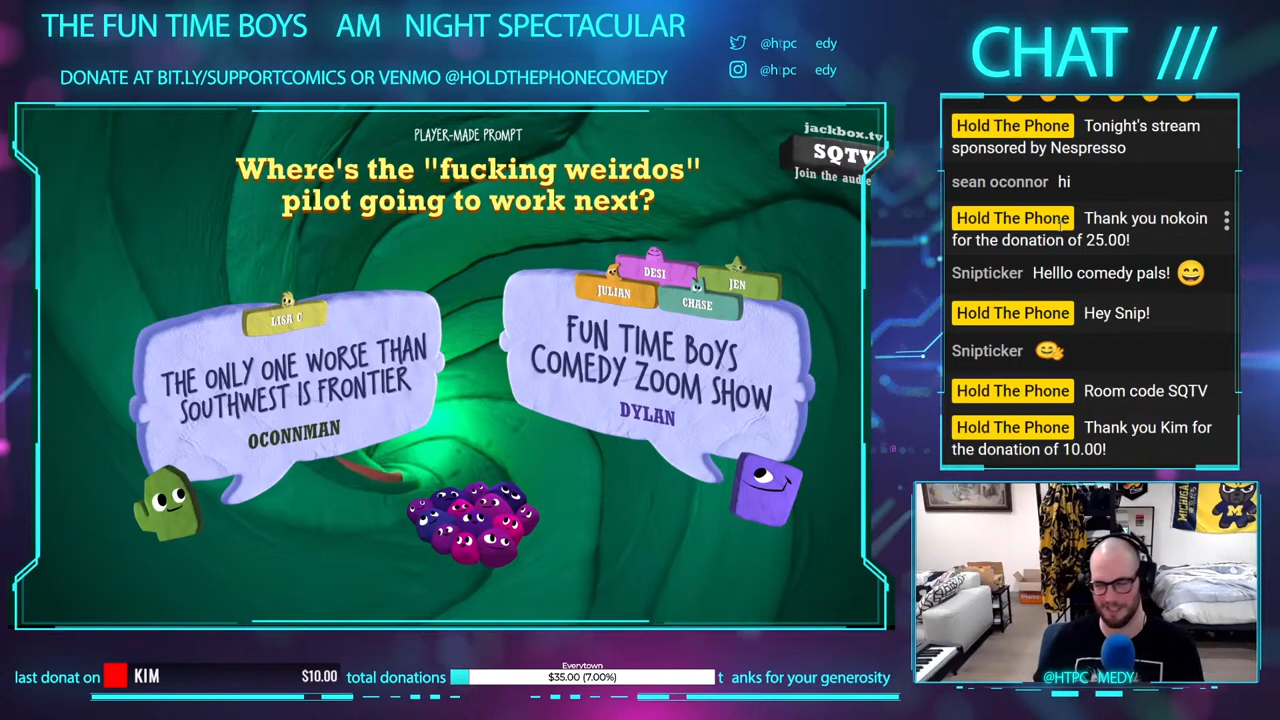 THE FUN TIME BOYS AM NIGHT SPECTACULAR
DONATE AT BIT.LY/SUPPORTCOMICS OR VENMO @HOLDTHEPHONECOMEDY
@htpc edy
@htpc edy
CHAT ///
PLAYER-MADE PROMPT
Where's the "fucking weirdos"
pilot going to work next?
jackbox.tv
SQTV
Join the audie
LISA C
THE ONLY ONE WORSE THAN
SOUTHWEST IS FRONTIER
OCONNMAN
DESI
JEN
JULIAN
CHASE
FUN TIME BOYS
COMEDY ZOOM SHOW
DYLAN
Hold The Phone Tonight's stream
sponsored by Nespresso
sean oconnor hi
Hold The Phone Thank you nokoin
for the donation of 25.00!
Snipticker Helllo comedy pals! 😄
Hold The Phone Hey Snip!
Snipticker
Hold The Phone Room code SQTV
Hold The Phone Thank you Kim for
the donation of 10.00!
MICHIGAN
M
@HTPC MEDY
last donat on KIM $10.00
total donations
Everytown
$35.00 (7.00%)
t anks for your generosity